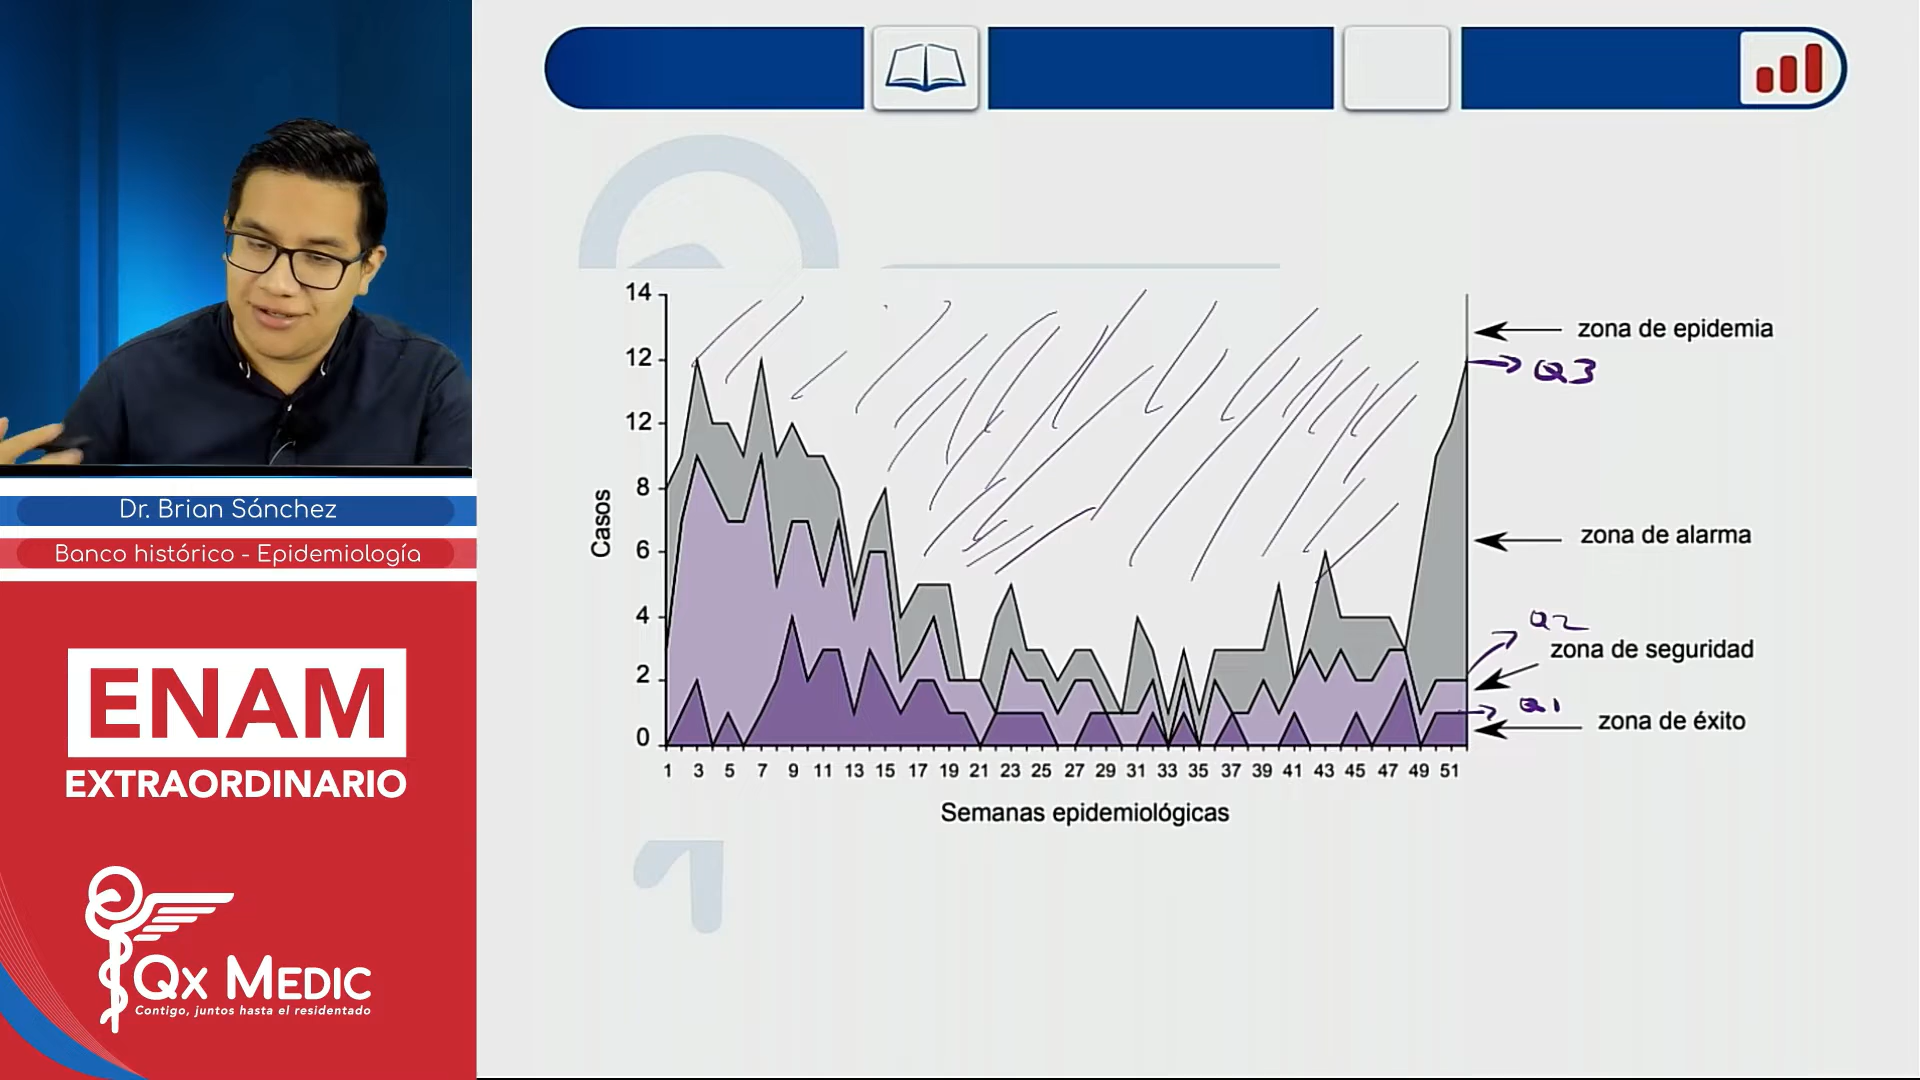 Dr. Brian Sánchez
Banco histórico - Epidemiología
ENAM
EXTRAORDINARIO
QX MEDIC
Contigo, juntos hasta el residentado
14
12
12
8
6
4
2
0
Casos
1 3 5 7 9 11 13 15 17 19 21 23 25 27 29 31 33 35 37 39 41 43 45 47 49 51
Semanas epidemiológicas
zona de epidemia
Q3
zona de alarma
Q2
zona de seguridad
Q1
zona de éxito